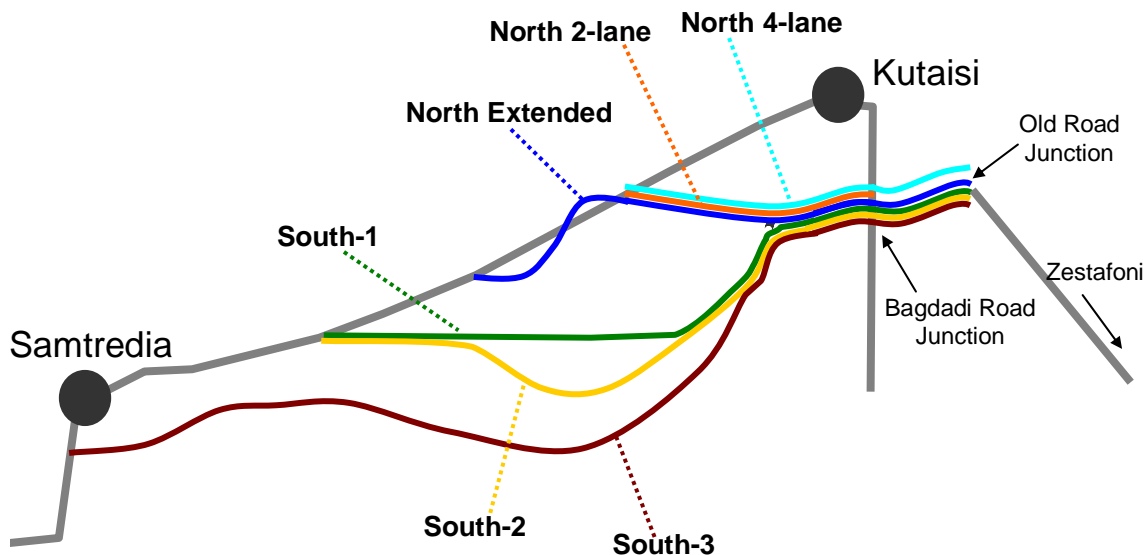 North 2-lane
North 4-lane
Kutaisi
North Extended
Old Road
Junction
South-1
Zestafoni
Bagdadi Road
Junction
Samtredia
South-2
South-3